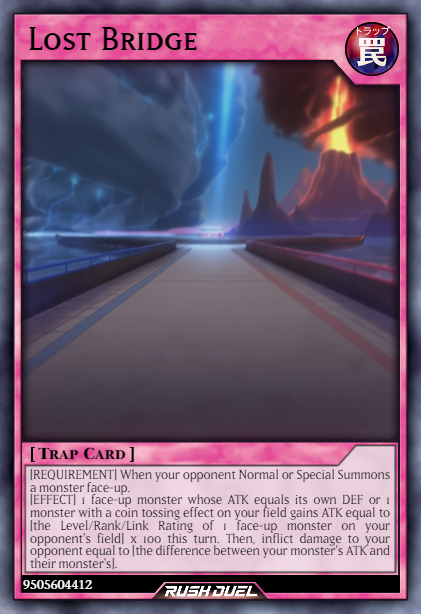 Lost Bridge
トラップ
罠
[ Trap Card ]
[REQUIREMENT] When your opponent Normal or Special Summons
a monster face-up.
[EFFECT] 1 face-up monster whose ATK equals its own DEF or 1
monster with a coin tossing effect on your field gains ATK equal to
[the Level/Rank/Link Rating of 1 face-up monster on your
opponent's field[d] x 100 this turn. Then, inflict damage to your
opponent equal to [the difference between your monster's ATK and
their monster's].
9505604412
RUSH DUEL